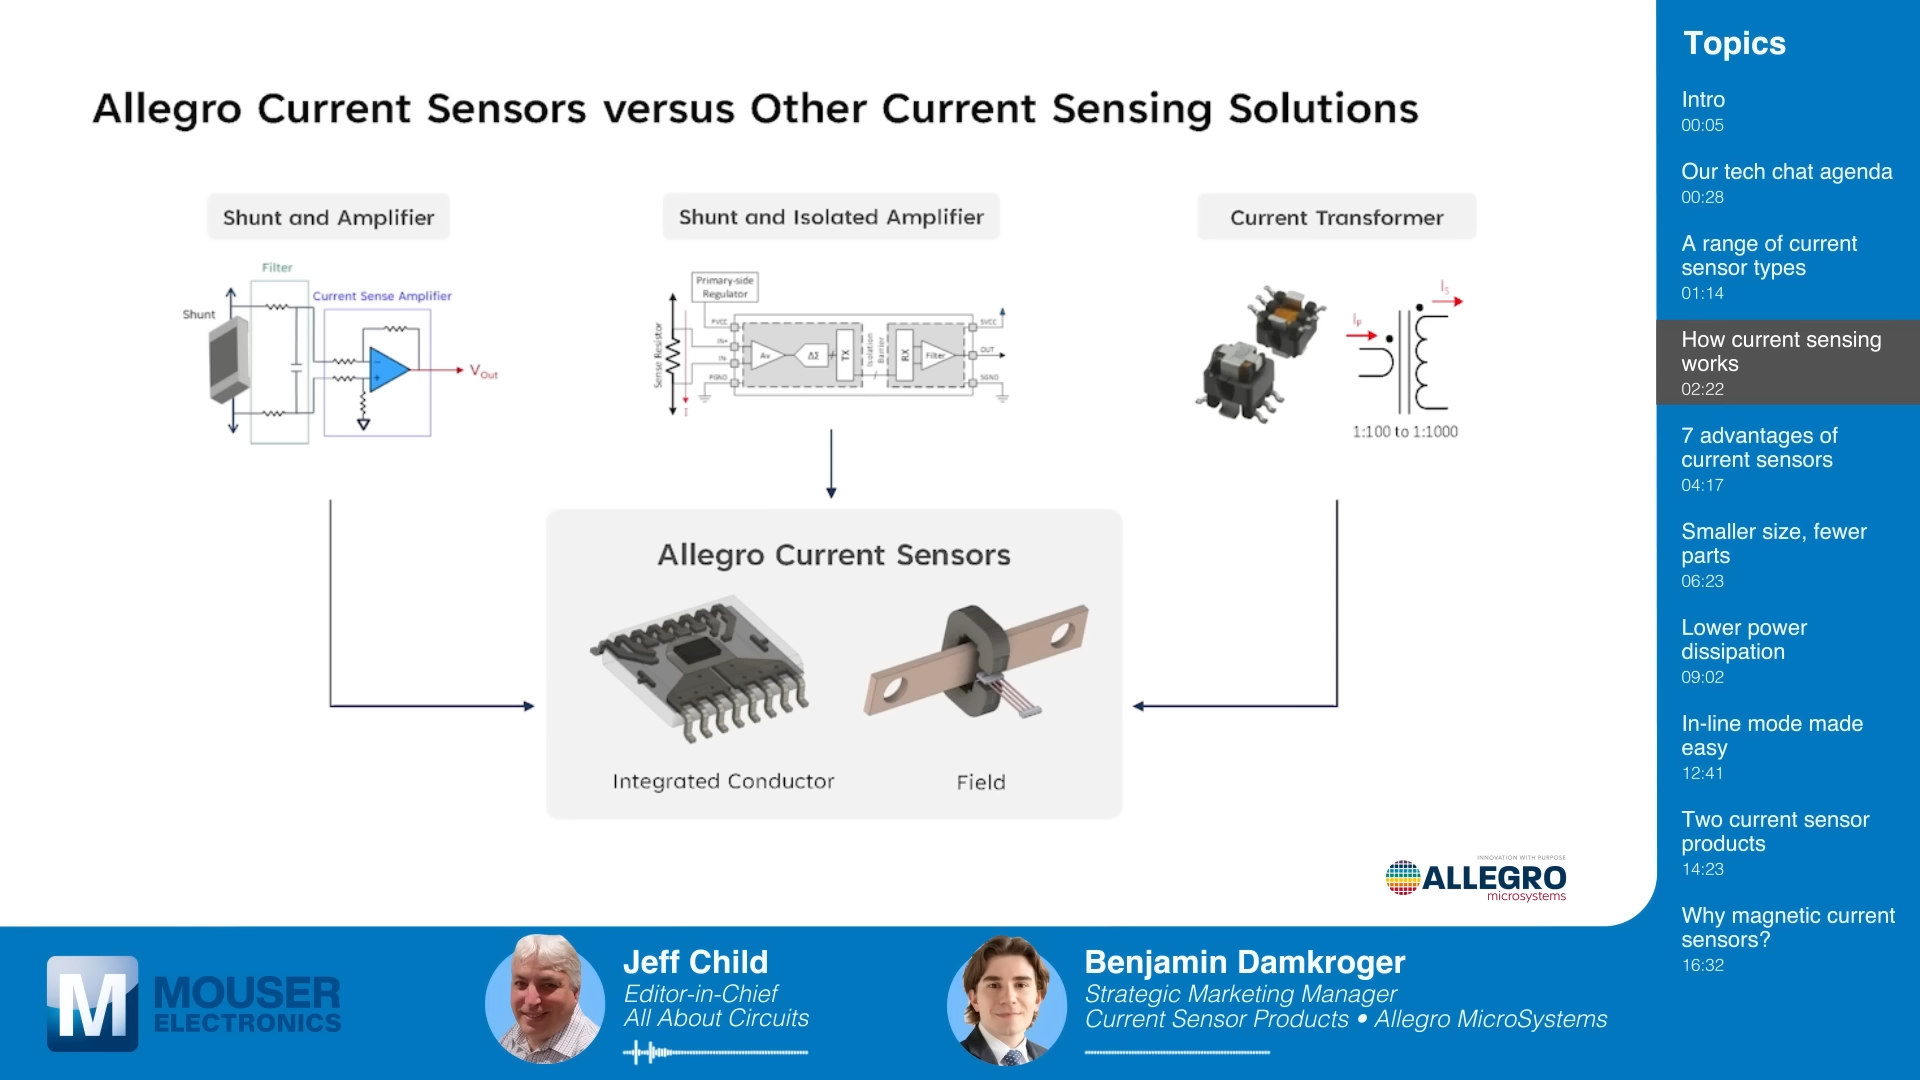 Allegro Current Sensors versus Other Current Sensing Solutions
Shunt and Amplifier
Filter
Current Sense Amplifier
Shunt
VOut
Shunt and Isolated Amplifier
Primary-side
Regulator
Sense Resistor
PVCC
IN+
IN-
PGND
Av
ΔΣ
TX
Isolation
Barrier
RX
Filter
SVCC
OUT
SGND
I
Current Transformer
IP
IS
1:100 to 1:1000
Allegro Current Sensors
Integrated Conductor
Field
INNOVATION WITH PURPOSE
ALLEGRO
microsystems
Topics
Intro
00:05
Our tech chat agenda
00:28
A range of current
sensor types
01:14
How current sensing
works
02:22
7 advantages of
current sensors
04:17
Smaller size, fewer
parts
06:23
Lower power
dissipation
09:02
In-line mode made
easy
12:41
Two current sensor
products
14:23
Why magnetic current
sensors?
16:32
M
MOUSER
ELECTRONICS
Jeff Child
Editor-in-Chief
All About Circuits
Benjamin Damkroger
Strategic Marketing Manager
Current Sensor Products • Allegro MicroSystems